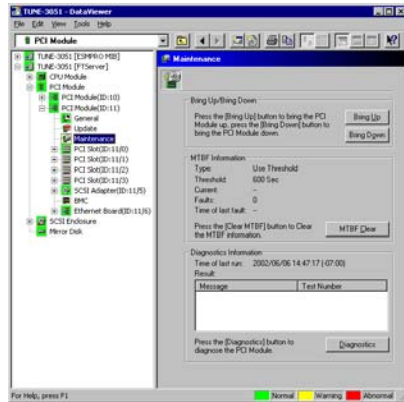 TUNE-3051 - DataViewer
File Edit View Tools Help
PCI Module
TUNE-3051 [ESMPRO MIB]
TUNE-3051 [FTServer]
CPU Module
PCI Module
PCI Module(ID:10)
PCI Module(ID:11)
General
Update
Maintenance
PCI Slot(ID:11/0)
PCI Slot(ID:11/1)
PCI Slot(ID:11/2)
PCI Slot(ID:11/3)
SCSI Adapter(ID:11/5)
BMC
Ethernet Board(ID:11/6)
SCSI Enclosure
Mirror Disk
Maintenance
Bring Up/Bring Down
Press the [Bring Up] button to bring the PCI
Module up, press the [Bring Down] button to
bring the PCI Module down.
Bring Up
Bring Down
MTBF Information
Type: Use Threshold
Threshold: 600 Sec
Current: -
Faults: 0
Time of last fault: -
Press the [Clear MTBF] button to Clear
the MTBF information.
MTBF Clear
Diagnostics Information
Time of last run: 2002/06/06 14:47:17 (-07:00)
Result:
Message Test Number
Press the [Diagnostics] button to
diagnose the PCI Module.
Diagnostics
For Help, press F1
Normal Warning Abnormal